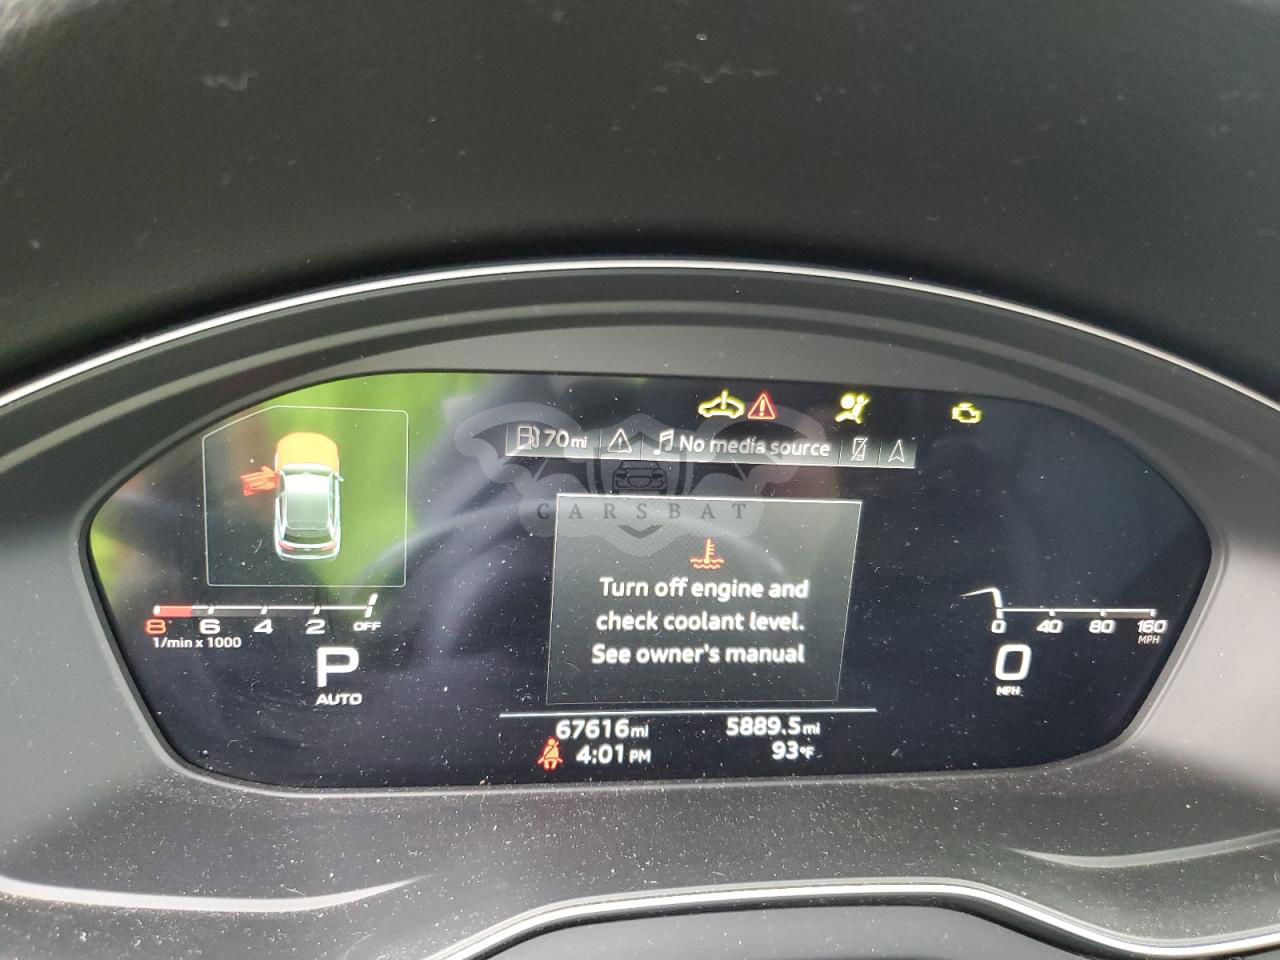 70mi
No media source
CARSBAT
Turn off engine and
check coolant level.
See owner's manual
8 6 4 2 OFF
1/min x 1000
P
AUTO
0 40 80 160
MPH
0
MPH
67616mi 5889.5mi
4:01PM 93°F